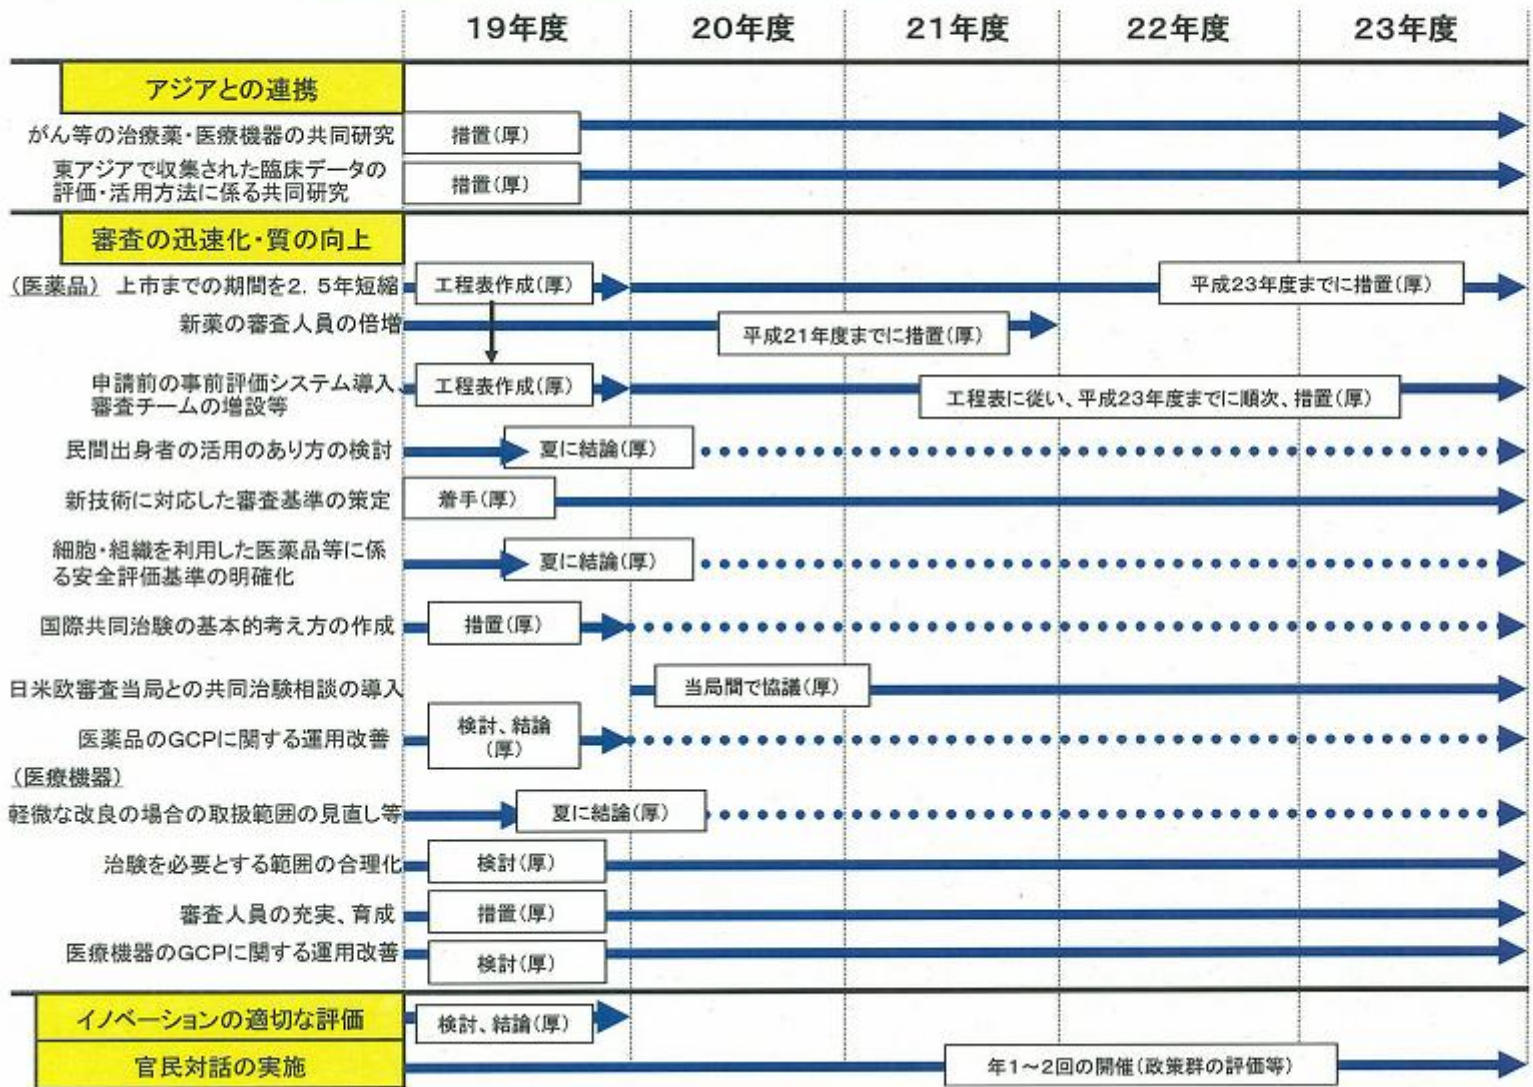 19年度 20年度 21年度 22年度 23年度
アジアとの連携
がん等の治療薬・医療機器の共同研究 措置(厚)
東アジアで収集された臨床データの
評価・活用方法に係る共同研究 措置(厚)
審査の迅速化・質の向上
(医薬品) 上市までの期間を2.5年短縮 工程表作成(厚) 平成23年度までに措置(厚)
新薬の審査人員の倍増 平成21年度までに措置(厚)
申請前の事前評価システム導入、
審査チームの増設等 工程表作成(厚) 工程表に従い、平成23年度までに順次、措置(厚)
民間出身者の活用のあり方の検討 夏に結論(厚)
新技術に対応した審査基準の策定 着手(厚)
細胞・組織を利用した医薬品等に係
る安全評価基準の明確化 夏に結論(厚)
国際共同治験の基本的考え方の作成 措置(厚)
日米欧審査当局との共同治験相談の導入 当局間で協議(厚)
医薬品のGCPに関する運用改善 検討、結論
(厚)
(医療機器)
軽微な改良の場合の取扱範囲の見直し等 夏に結論(厚)
治験を必要とする範囲の合理化 検討(厚)
審査人員の充実、育成 措置(厚)
医療機器のGCPに関する運用改善 検討(厚)
イノベーションの適切な評価 検討、結論(厚)
官民対話の実施 年1～2回の開催(政策群の評価等)